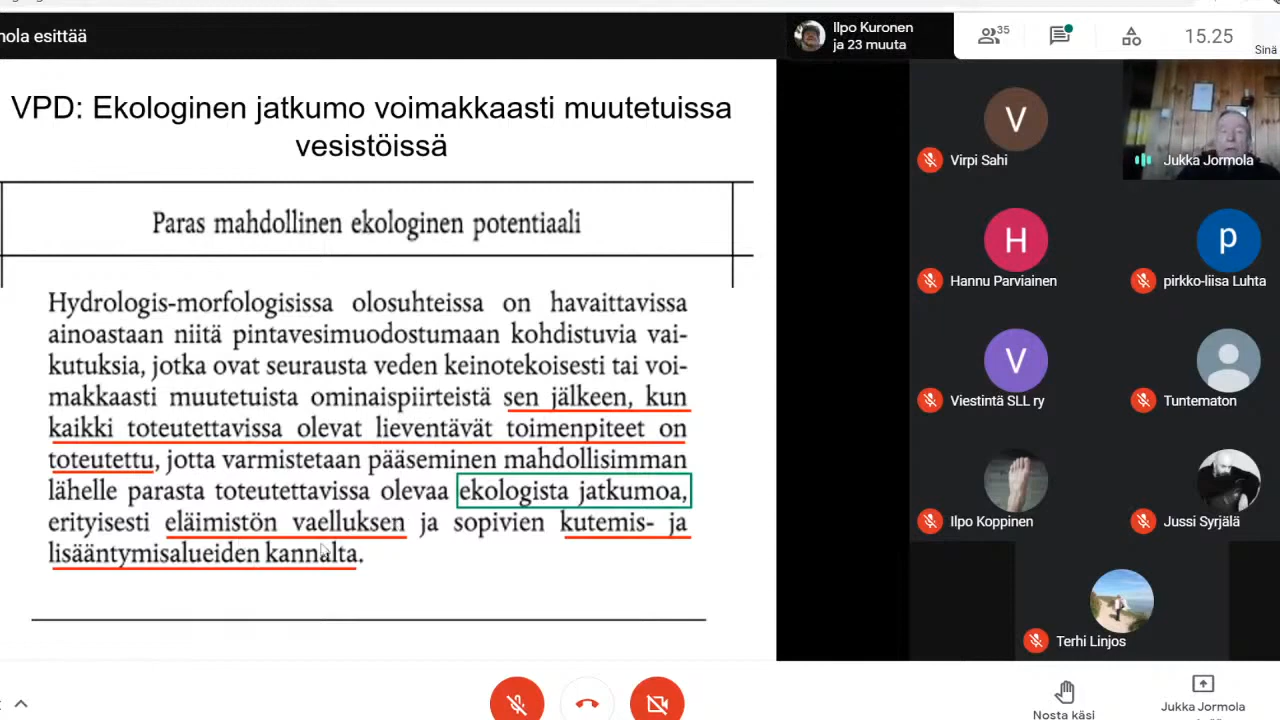 nola esittää
Ilpo Kuronen
ja 23 muuta
35
15.25
Sinä
VPD: Ekologinen jatkumo voimakkaasti muutetuissa
vesistöissä
Paras mahdollinen ekologinen potentiaali
Hydrologis-morfologisissa olosuhteissa on havaittavissa
ainoastaan niitä pintavesimuodostumaan kohdistuvia vai-
kutuksia, jotka ovat seurausta veden keinotekoisesti tai voi-
makkaasti muutetuista ominaispiirteistä sen jälkeen, kun
kaikki toteutettavissa olevat lieventävät toimenpiteet on
toteutettu, jotta varmistetaan pääseminen mahdollisimman
lähelle parasta toteutettavissa olevaa ekologista jatkumoa,
erityisesti eläimistön vaelluksen ja sopivien kutemis- ja
lisääntymisalueiden kannalta.
V
Virpi Sahi
Jukka Jormola
H
Hannu Parviainen
p
pirkko-liisa Luhta
V
Viestintä SLL ry
Tuntematon
Ilpo Koppinen
Jussi Syrjälä
Terhi Linjos
Nosta käsi
Jukka Jormola